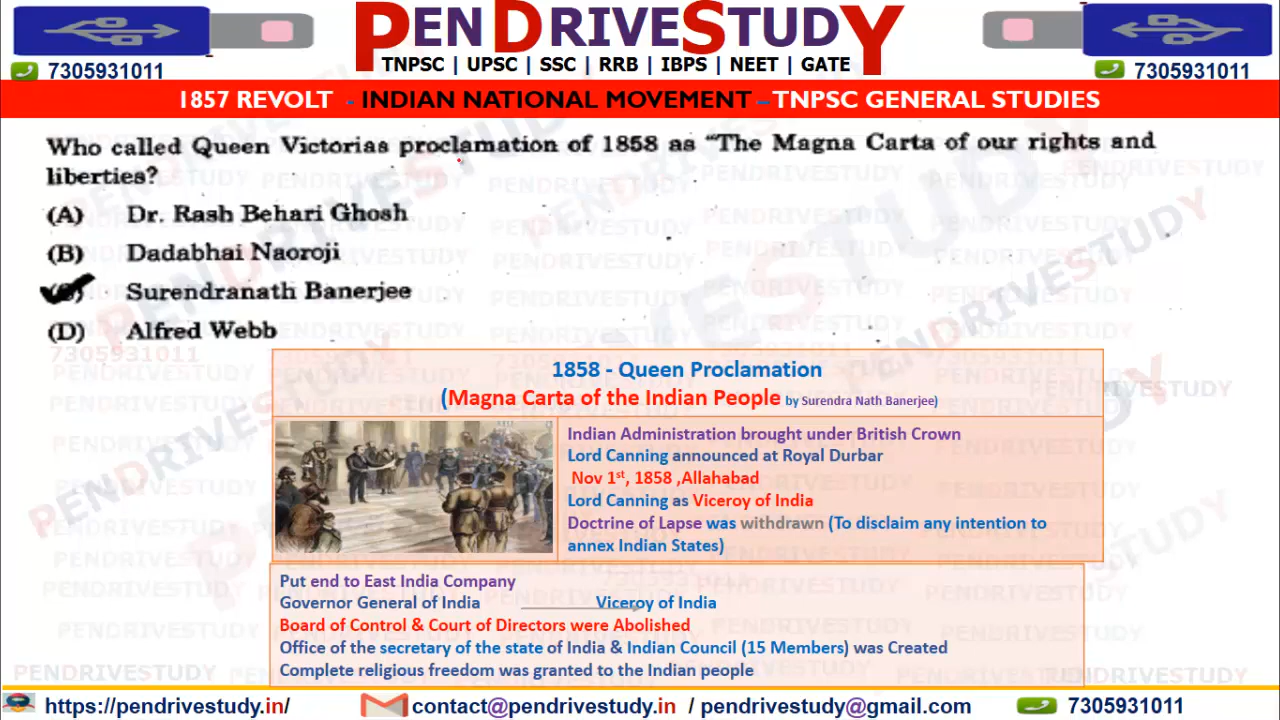 PENDRIVESTUDY
TNPSC | UPSC | SSC | RRB | IBPS | NEET | GATE
7305931011
7305931011
1857 REVOLT - INDIAN NATIONAL MOVEMENT – TNPSC GENERAL STUDIES
Who called Queen Victorias proclamation of 1858 as “The Magna Carta of our rights and
liberties?
(A) Dr. Rash Behari Ghosh
(B) Dadabhai Naoroji
(C) Surendranath Banerjee
(D) Alfred Webb
1858 - Queen Proclamation
(Magna Carta of the Indian People by Surendra Nath Banerjee)
Indian Administration brought under British Crown
Lord Canning announced at Royal Durbar
Nov 1st, 1858 ,Allahabad
Lord Canning as Viceroy of India
Doctrine of Lapse was withdrawn (To disclaim any intention to
annex Indian States)
Put end to East India Company
Governor General of India Viceroy of India
Board of Control & Court of Directors were Abolished
Office of the secretary of the state of India & Indian Council (15 Members) was Created
Complete religious freedom was granted to the Indian people
https://pendrivestudy.in/ contact@pendrivestudy.in / pendrivestudy@gmail.com 7305931011